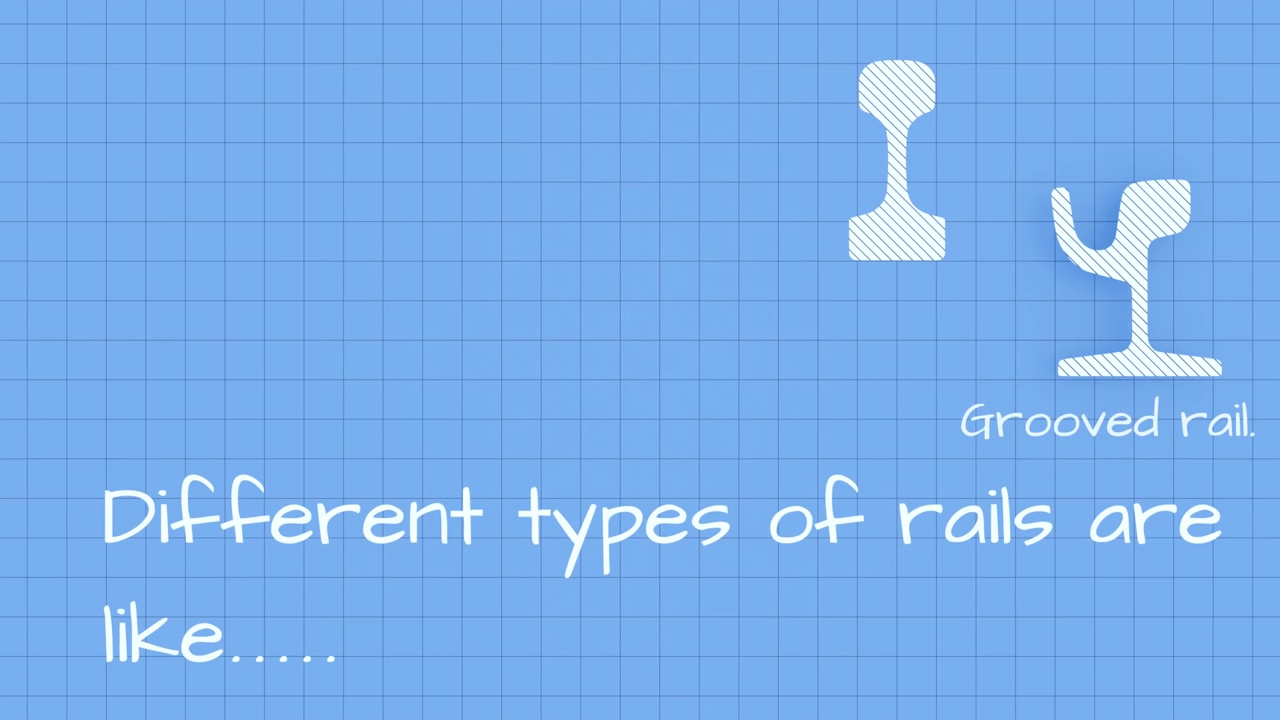 Grooved rail.
Different types of rails are
like.....